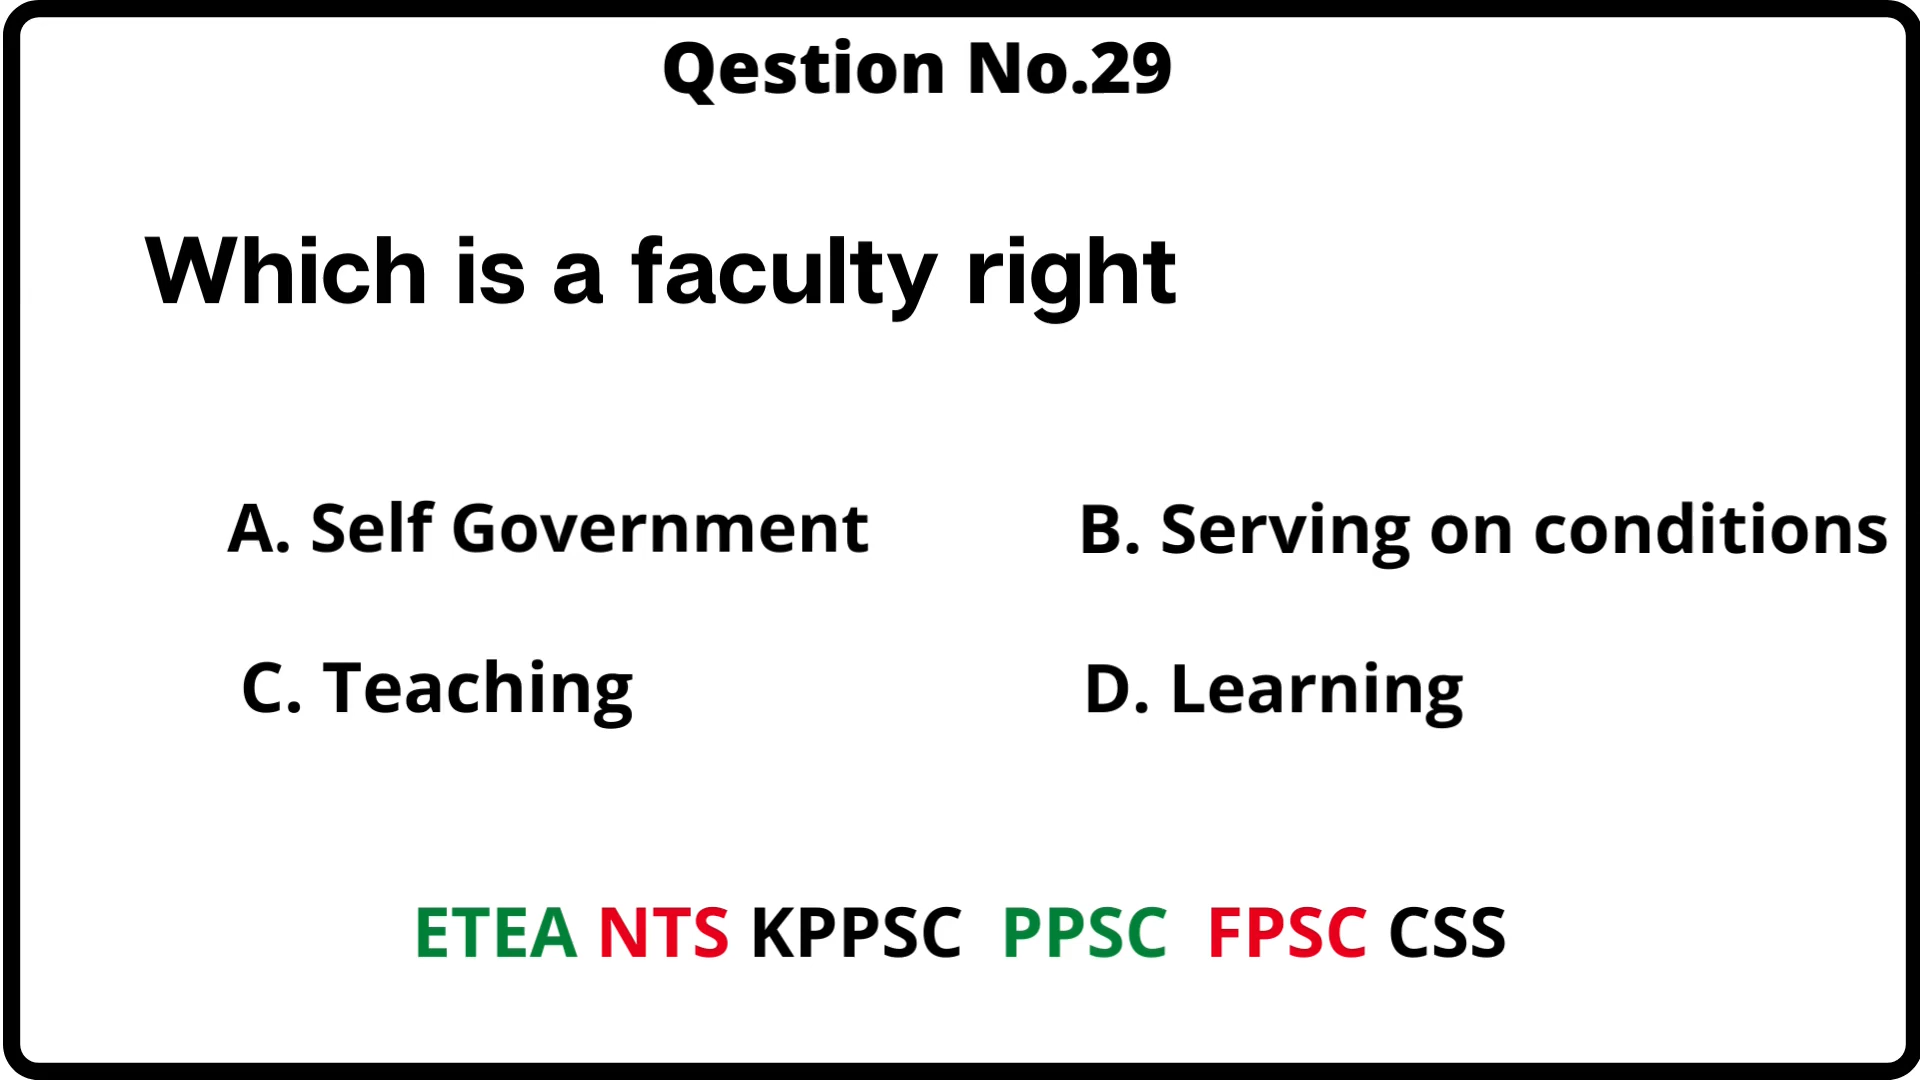 Qestion No.29
Which is a faculty right
A. Self Government
B. Serving on conditions
C. Teaching
D. Learning
ETEA NTS KPPSC PPSC FPSC CSS